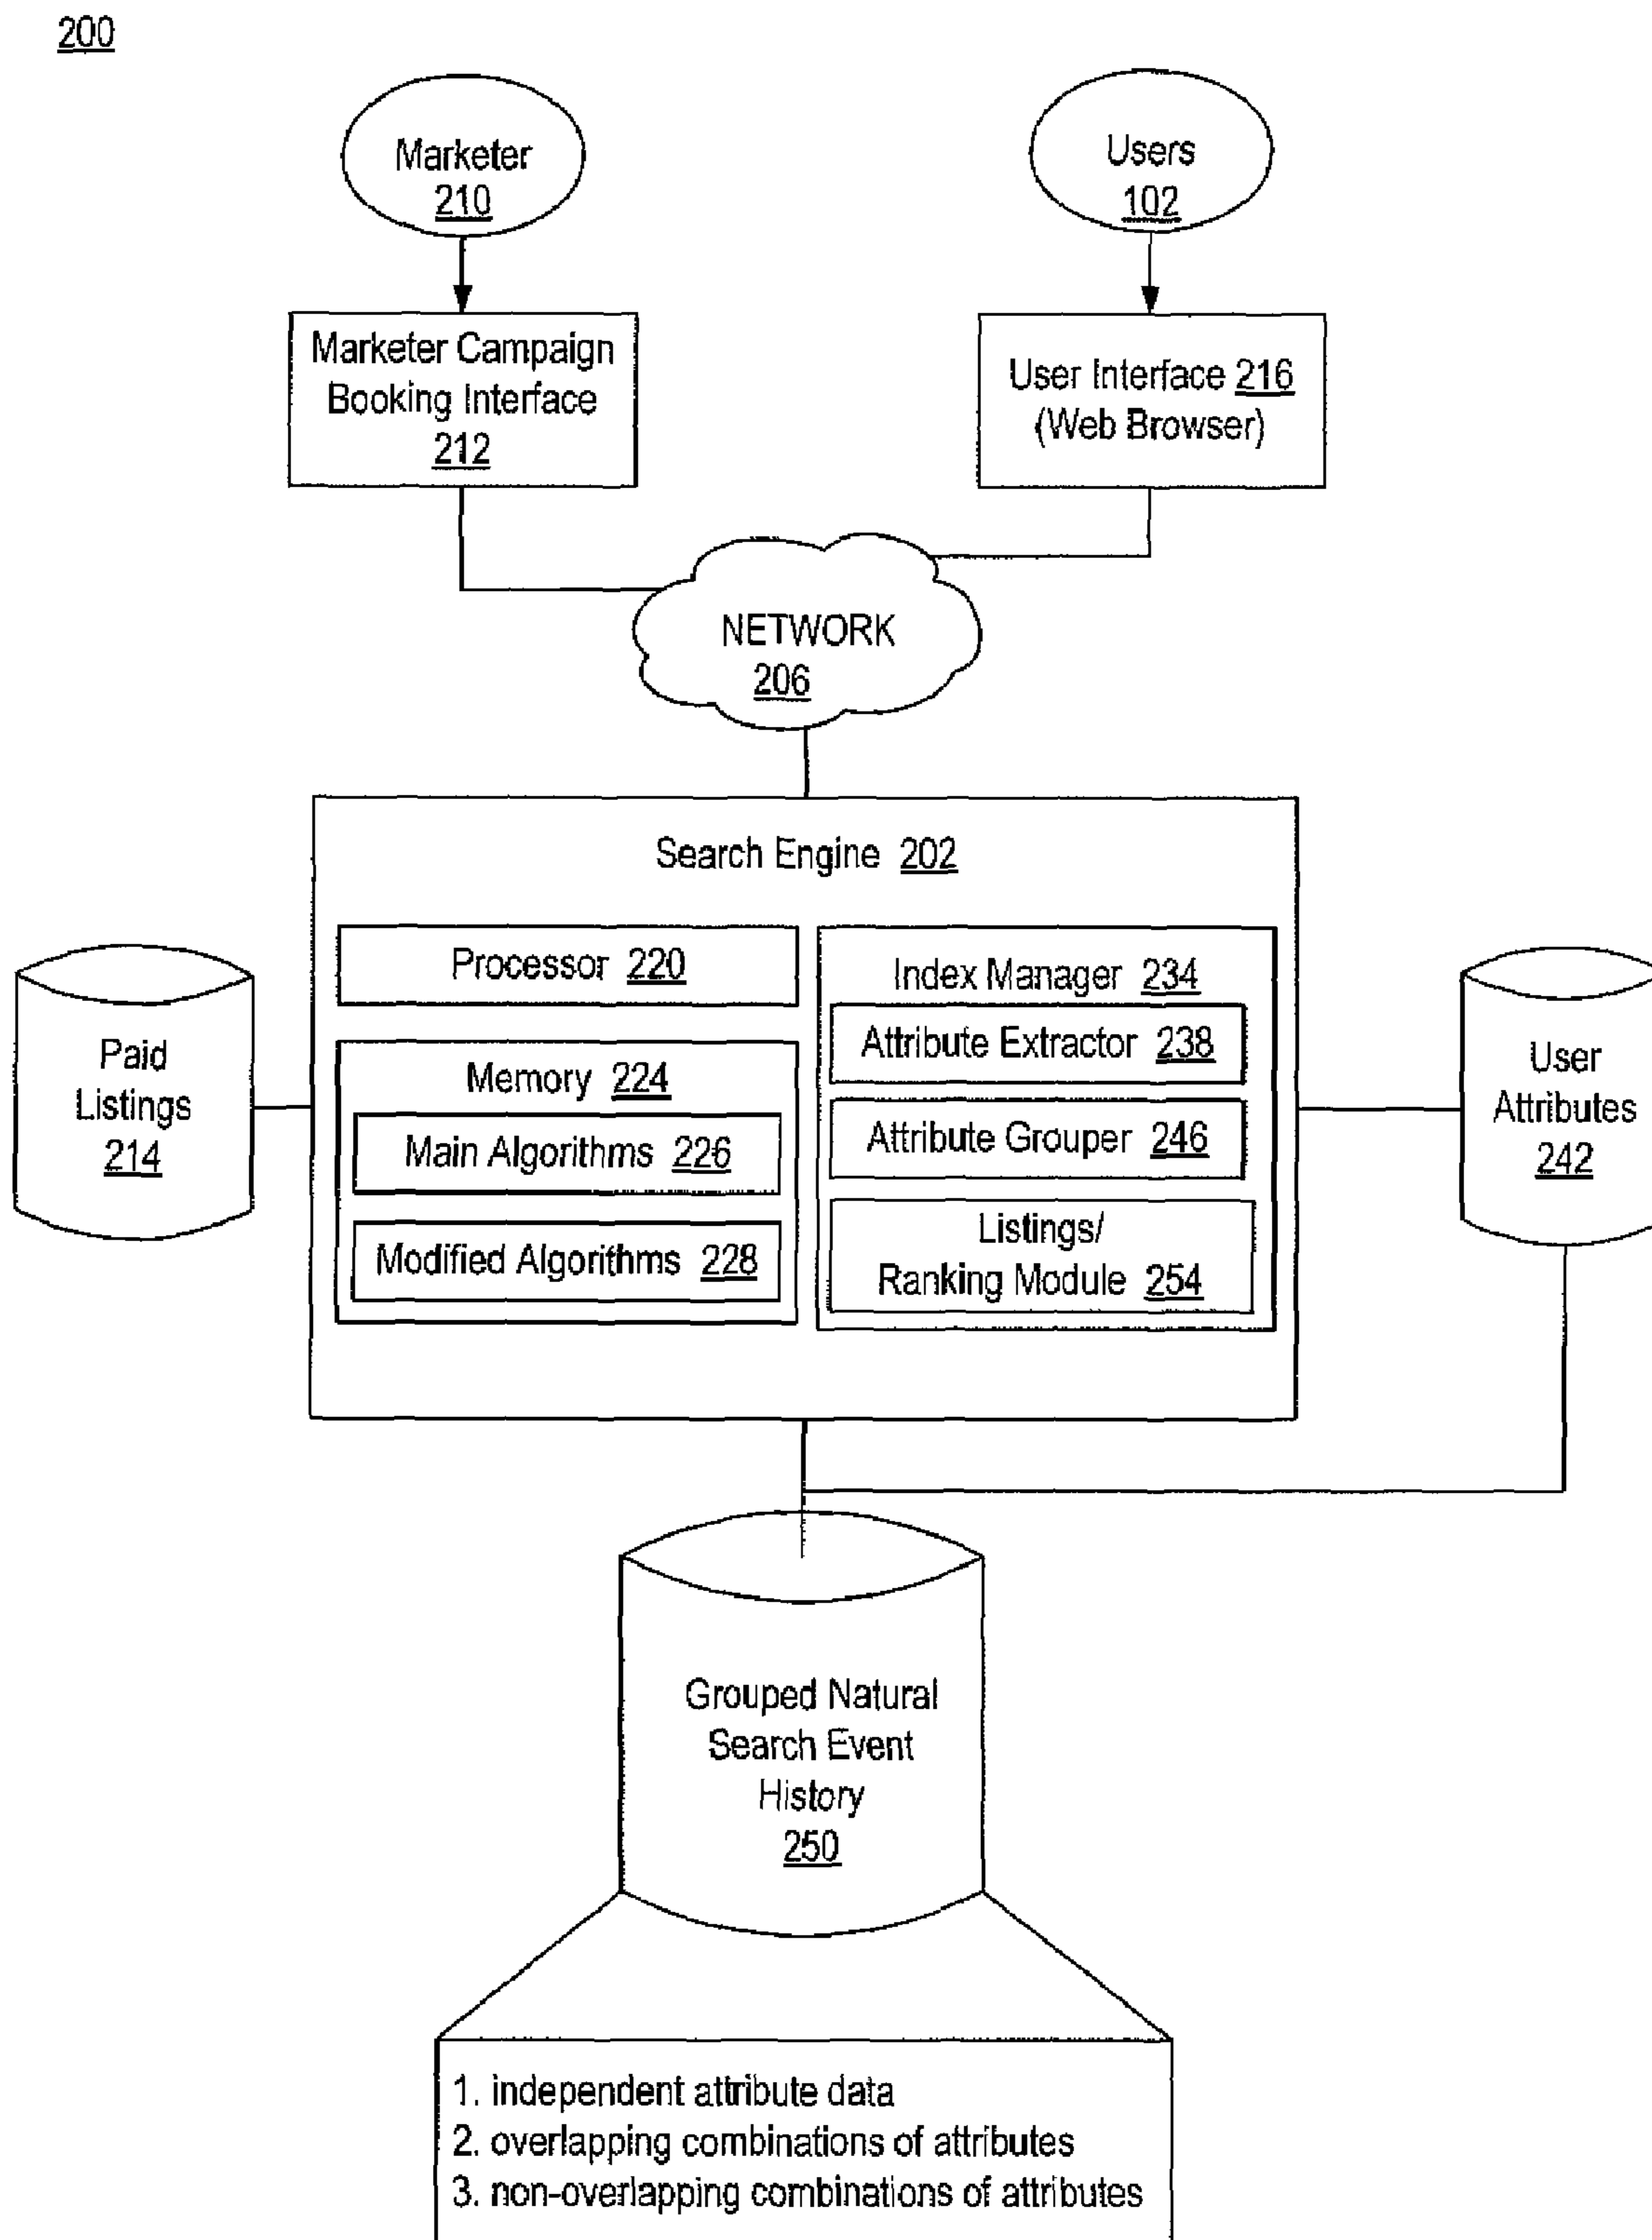 200
Marketer
210
Users
102
Marketer Campaign
Booking Interface
212
User Interface 216
(Web Browser)
NETWORK
206
Search Engine 202
Processor 220
Memory 224
Main Algorithms 226
Modified Algorithms 228
Index Manager 234
Attribute Extractor 238
Attribute Grouper 246
Listings/
Ranking Module 254
Paid
Listings
214
User
Attributes
242
Grouped Natural
Search Event
History
250
1. independent attribute data
2. overlapping combinations of attributes
3. non-overlapping combinations of attributes